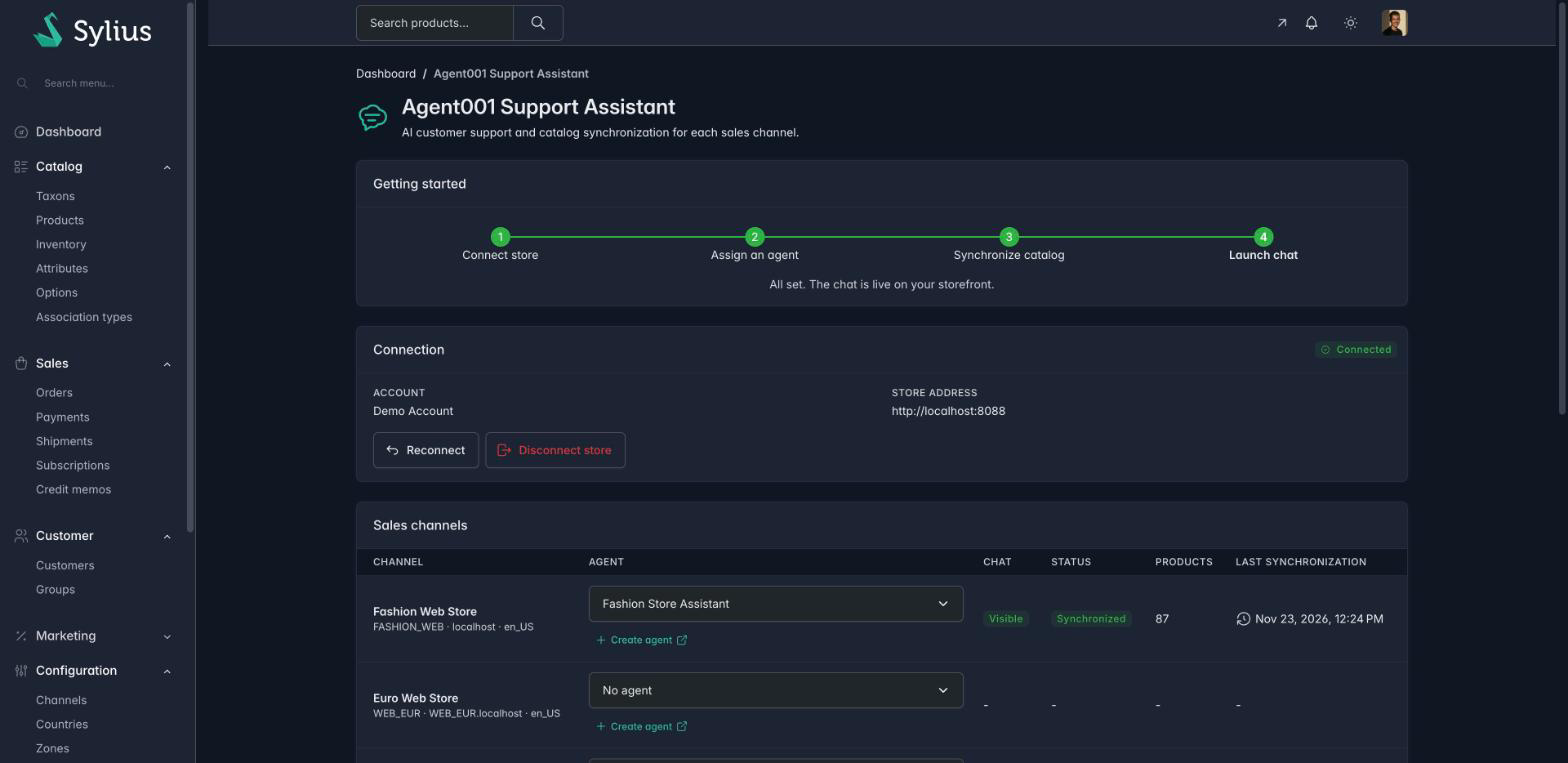 Sylius
Search menu...
Dashboard
Catalog
Taxons
Products
Inventory
Attributes
Options
Association types
Sales
Orders
Payments
Shipments
Subscriptions
Credit memos
Customer
Customers
Groups
Marketing
Configuration
Channels
Countries
Zones
Search products...
Dashboard / Agent001 Support Assistant
Agent001 Support Assistant
AI customer support and catalog synchronization for each sales channel.
Getting started
1 2 3 4
Connect store Assign an agent Synchronize catalog Launch chat
All set. The chat is live on your storefront.
Connection Connected
ACCOUNT STORE ADDRESS
Demo Account http://localhost:8088
Reconnect Disconnect store
Sales channels
CHANNEL AGENT CHAT STATUS PRODUCTS LAST SYNCHRONIZATION
Fashion Web Store
FASHION_WEB · localhost · en_US
Fashion Store Assistant
Create agent
Visible Synchronized 87 Nov 23, 2026, 12:24 PM
Euro Web Store
WEB_EUR · WEB_EUR.localhost · en_US
No agent
Create agent
- - - -